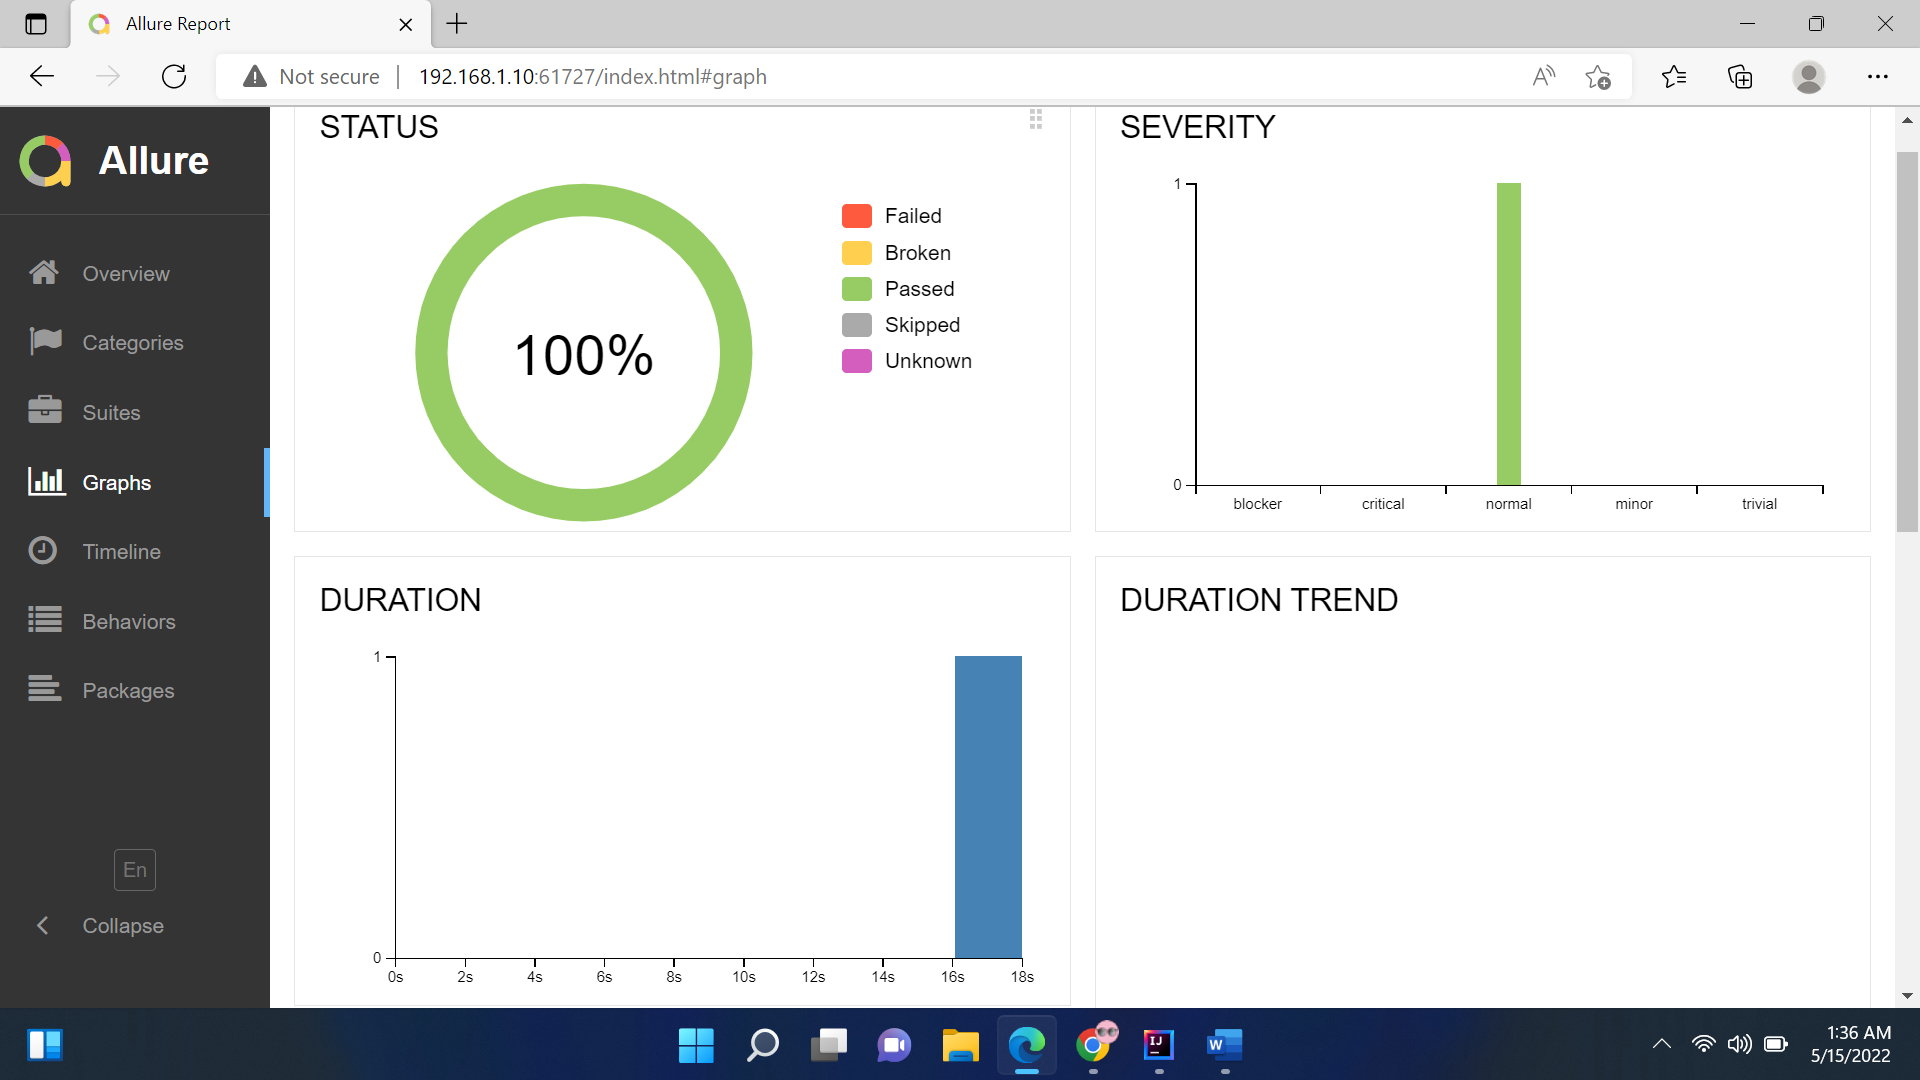 Allure Report
Not secure
192.168.1.10:61727/index.html#graph
Allure
Overview
Categories
Suites
Graphs
Timeline
Behaviors
Packages
En
Collapse
STATUS
100%
Failed
Broken
Passed
Skipped
Unknown
SEVERITY
1
0
blocker critical normal minor trivial
DURATION
1
0
0s 2s 4s 6s 8s 10s 12s 14s 16s 18s
DURATION TREND
IJ
W
1:36 AM
5/15/2022